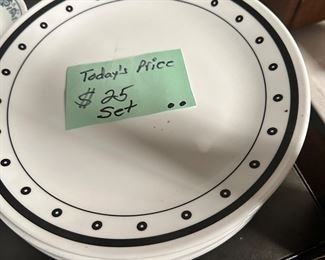 Today's Price
$ 25
Set ..